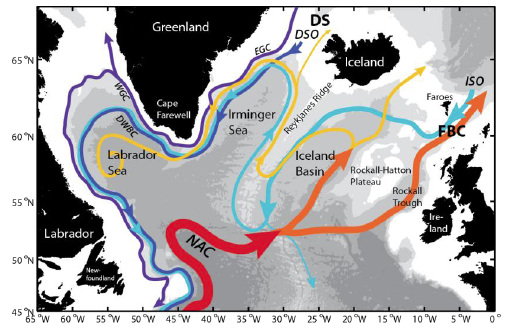 Greenland
DS
DSO
EGC
Iceland
65°N
ISO
WGC
Cape
Farewell
Irminger
Sea
Reykjanes Ridge
Faroes
DWBC
FBC
60°N
Labrador
Sea
Iceland
Basin
Rockall-Hatton
Plateau
Rockall
Trough
55°N
Ire-
land
Labrador
NAC
50°N
New-
foundland
45°N
65°W 60°W 55°W 50°W 45°W 40°W 35°W 30°W 25°W 20°W 15°W 10°W 5°W 0°W